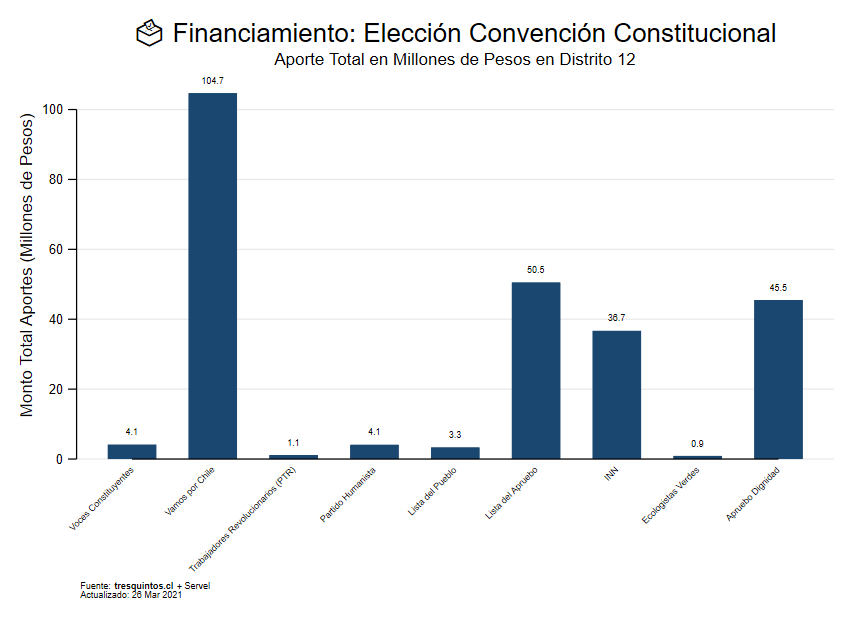 Financiamiento: Elección Convención Constitucional
Aporte Total en Millones de Pesos en Distrito 12
Monto Total Aportes (Millones de Pesos)
100
80
60
40
20
0
4.1
104.7
1.1
4.1
3.3
50.5
36.7
0.9
45.5
Voces Constituyentes
Vamos por Chile
Trabajadores Revolucionarios (PTR)
Partido Humanista
Lista del Pueblo
Lista del Apruebo
INN
Ecologistas Verdes
Apruebo Dignidad
Fuente: tresquintos.cl + Servel
Actualizado: 26 Mar 2021